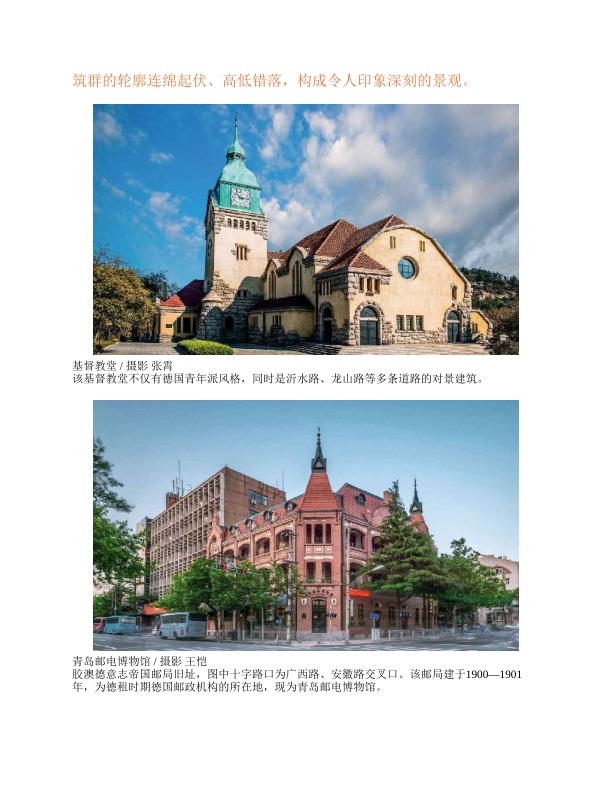 筑群的轮廓连绵起伏、高低错落，构成令人印象深刻的景观。
基督教堂 / 摄影 张霄
该基督教堂不仅有德国青年派风格，同时是沂水路、龙山路等多条道路的对景建筑。
青岛邮电博物馆 / 摄影 王恺
胶澳德意志帝国邮局旧址，图中十字路口为广西路、安徽路交叉口。该邮局建于1900—1901
年，为德租时期德国邮政机构的所在地，现为青岛邮电博物馆。